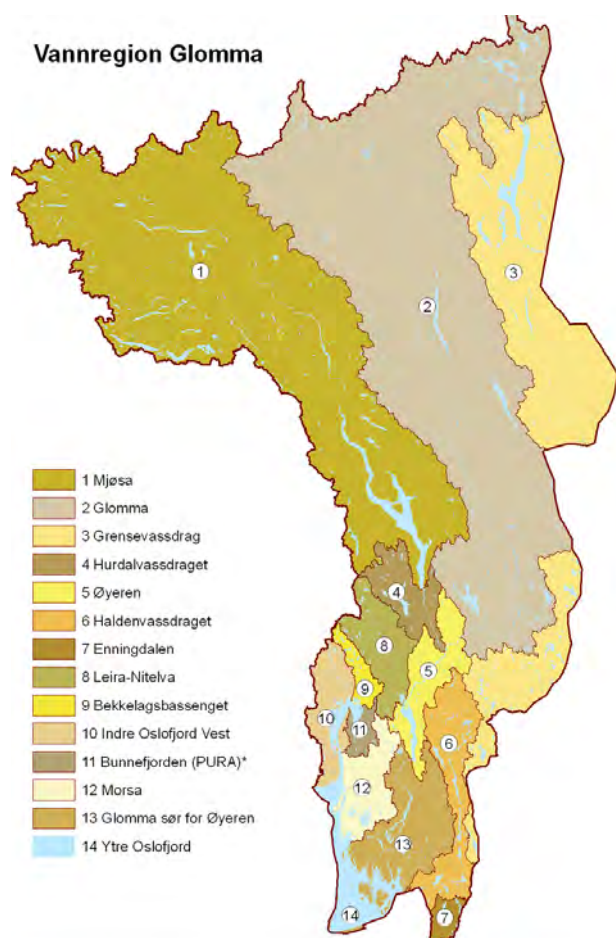 Vannregion Glomma
1
2
3
1 Mjøsa
2 Glomma
3 Grensevassdrag
4 Hurdalvassdraget
5 Øyeren
6 Haldenvassdraget
7 Enningdalen
8 Leira-Nitelva
9 Bekkelagsbassenget
10 Indre Oslofjord Vest
11 Bunnefjorden (PURA)*
12 Morsa
13 Glomma sør for Øyeren
14 Ytre Oslofjord
4
8
5
9
10
11
6
12
13
14
7